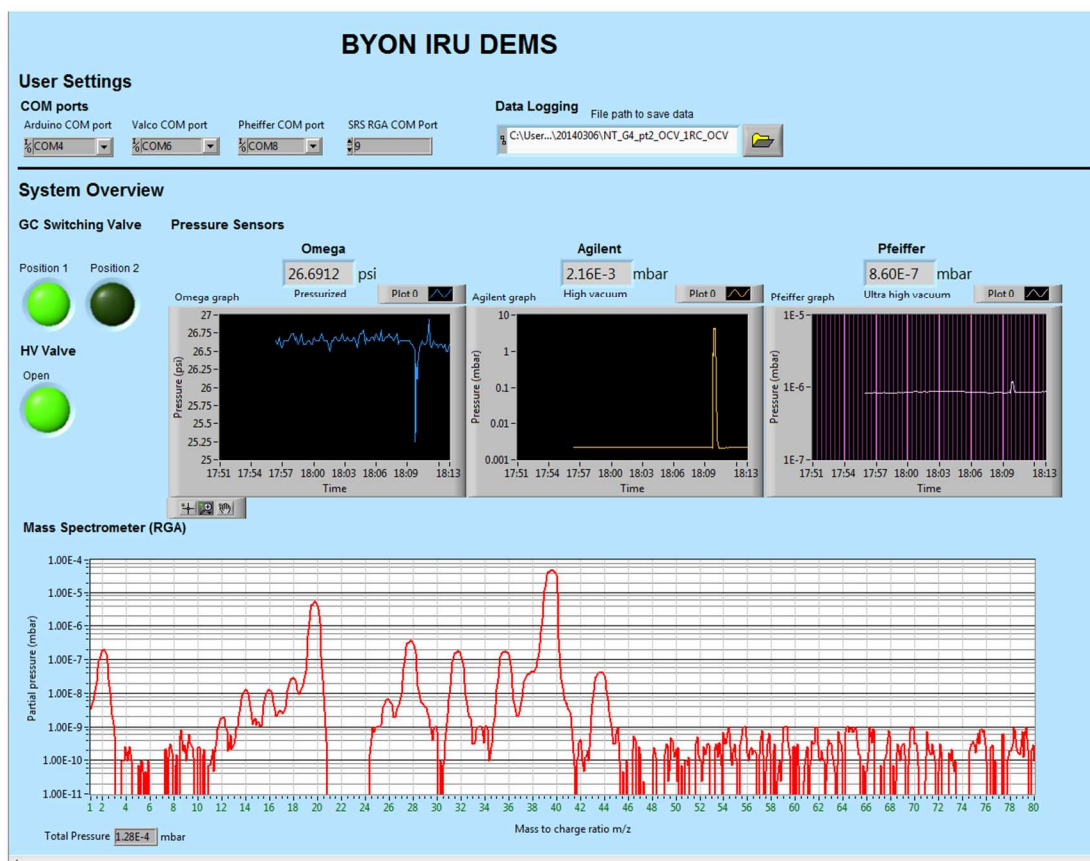 BYON IRU DEMS
User Settings
COM ports
Data Logging
File path to save data
Arduino COM port
Valco COM port
Pheiffer COM port
SRS RGA COM Port
COM4
COM6
COM8
9
C:\User...\20140306\NT_G4_pt2_OCV_1RC_OCV
System Overview
GC Switching Valve
Pressure Sensors
Position 1
Position 2
HV Valve
Open
Omega
26.6912 psi
Pressurized
Omega graph
Plot 0
Pressure (psi)
27
26.75
26.5
26.25
26
25.75
25.5
25.25
25
17:51 17:54 17:57 18:00 18:03 18:06 18:09 18:13
Time
Agilent
2.16E-3 mbar
High vacuum
Agilent graph
Plot 0
Pressure (mbar)
10
1
0.1
0.01
0.001
17:51 17:54 17:57 18:00 18:03 18:06 18:09 18:13
Time
Pfeiffer
8.60E-7 mbar
Ultra high vacuum
Pfeiffer graph
Plot 0
Pressure (mbar)
1E-5
1E-6
1E-7
17:51 17:54 17:57 18:00 18:03 18:06 18:09 18:13
Time
Mass Spectrometer (RGA)
Partial pressure (mbar)
1.00E-4
1.00E-5
1.00E-6
1.00E-7
1.00E-8
1.00E-9
1.00E-10
1.00E-11
1 2 4 6 8 10 12 14 16 18 20 22 24 26 28 30 32 34 36 38 40 42 44 46 48 50 52 54 56 58 60 62 64 66 68 70 72 74 76 78 80
Mass to charge ratio m/z
Total Pressure 1.28E-4 mbar